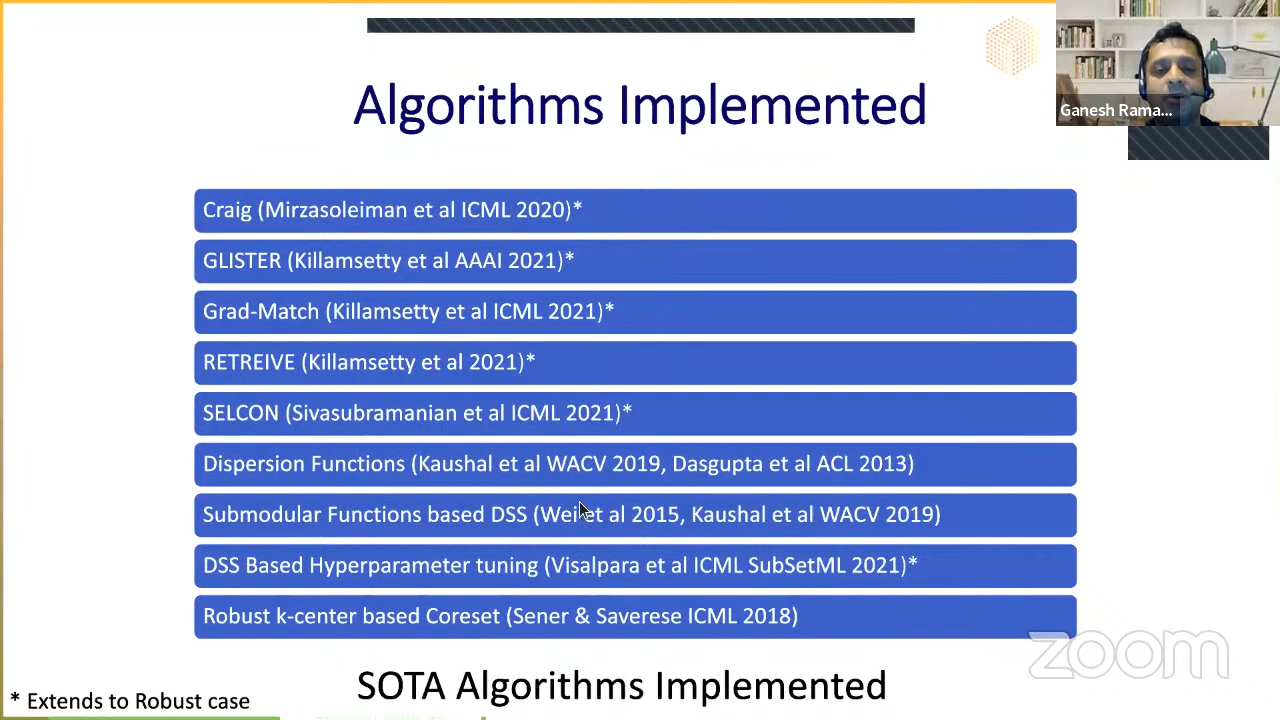 Algorithms Implemented
Ganesh Rama...
Craig (Mirzasoleiman et al ICML 2020)*
GLISTER (Killamsetty et al AAAI 2021)*
Grad-Match (Killamsetty et al ICML 2021)*
RETREIVE (Killamsetty et al 2021)*
SELCON (Sivasubramanian et al ICML 2021)*
Dispersion Functions (Kaushal et al WACV 2019, Dasgupta et al ACL 2013)
Submodular Functions based DSS (Wei et al 2015, Kaushal et al WACV 2019)
DSS Based Hyperparameter tuning (Visalpara et al ICML SubSetML 2021)*
Robust k-center based Coreset (Sener & Saverese ICML 2018)
zoom
SOTA Algorithms Implemented
* Extends to Robust case